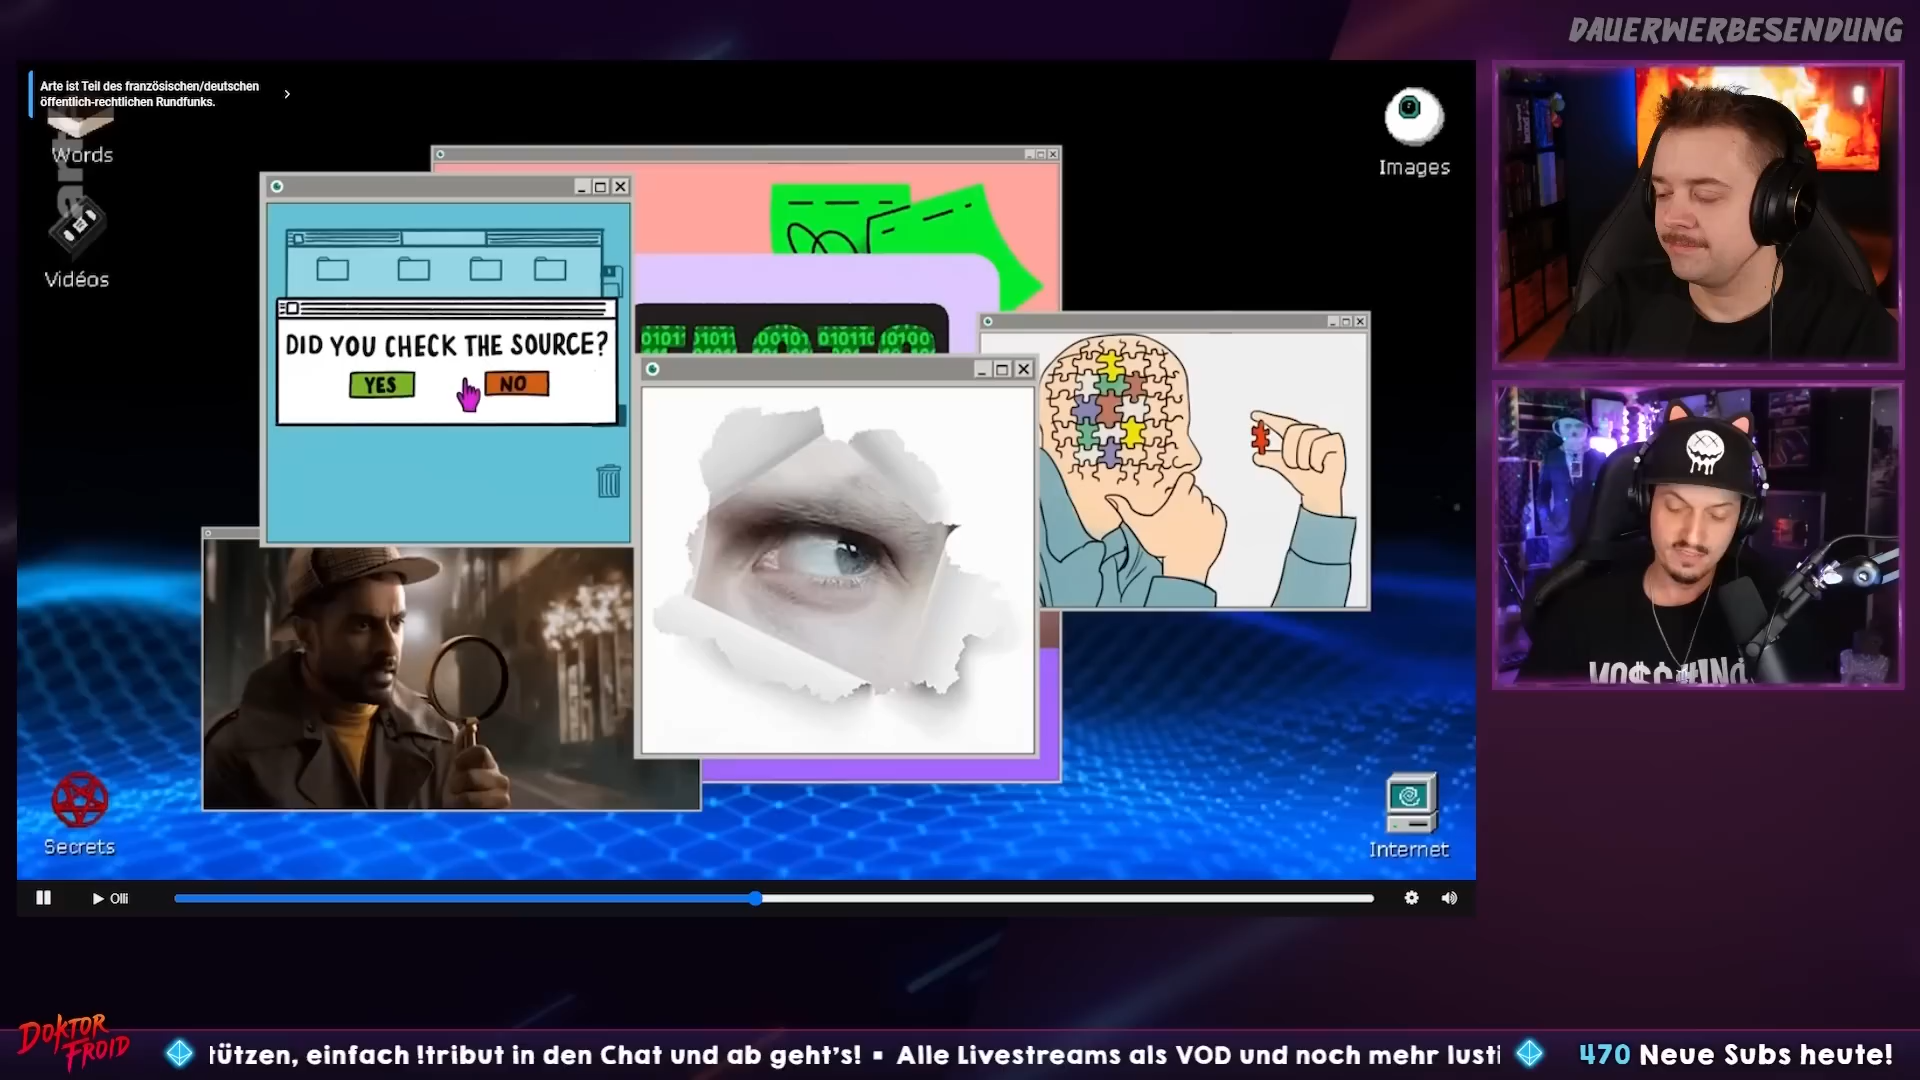 DAUERWERBESENDUNG
Arte ist Teil des französischen/deutschen
öffentlich-rechtlichen Rundfunks.
arte
Words
Images
Vidéos
DID YOU CHECK THE SOURCE?
YES
NO
Secrets
Internet
Olli
DOKTOR
FROID
tützen, einfach !tribut in den Chat und ab geht's! ▪ Alle Livestreams als VOD und noch mehr lusti
470 Neue Subs heute!